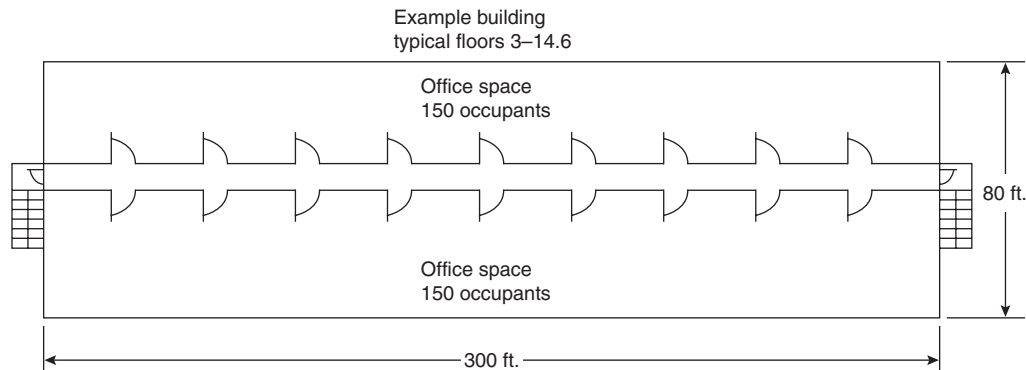 Example building
typical floors 3–14.6
Office space
150 occupants
80 ft.
Office space
150 occupants
300 ft.